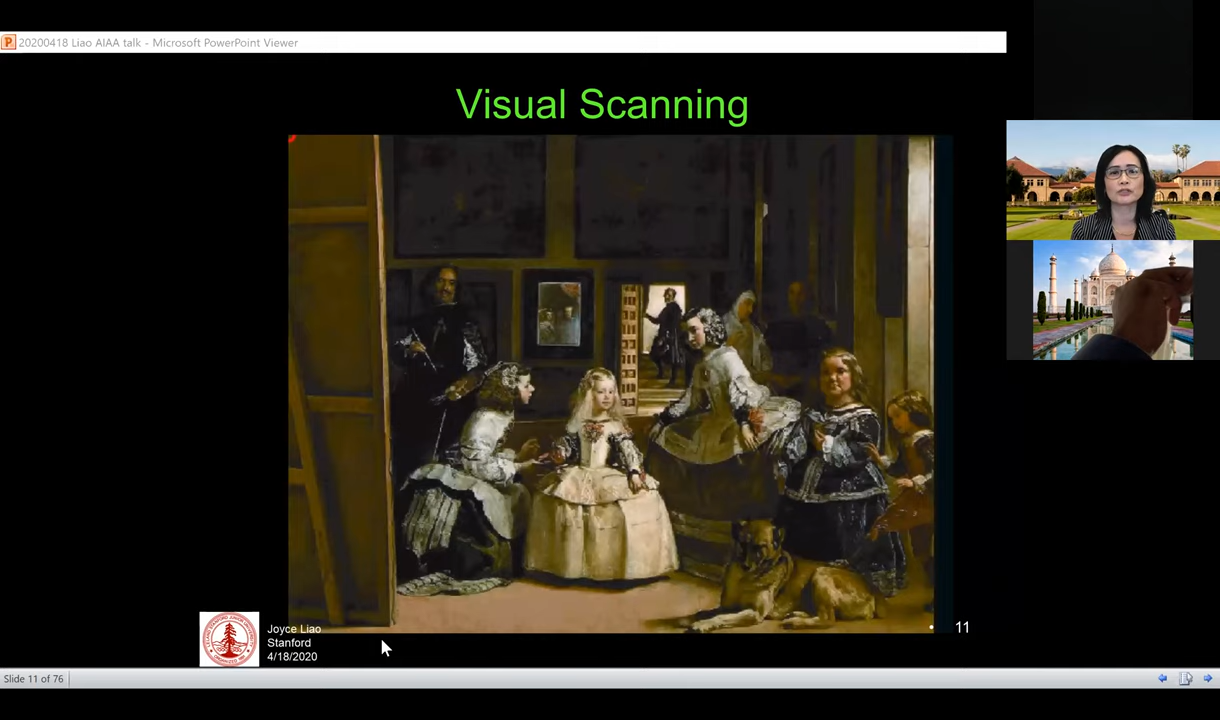 20200418 Liao AIAA talk - Microsoft PowerPoint Viewer
Visual Scanning
Joyce Liao
Stanford
4/18/2020
11
Slide 11 of 76